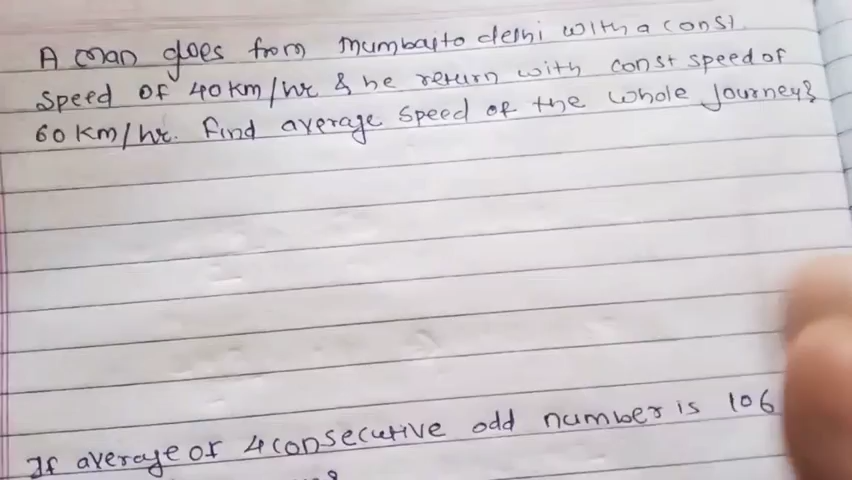 A man goes from mumbai to delhi with a const
speed of 40 km/hr & he return with const speed of
60 km/hr. Find average speed of the whole journey?
If average of 4 consecutive odd number is 106